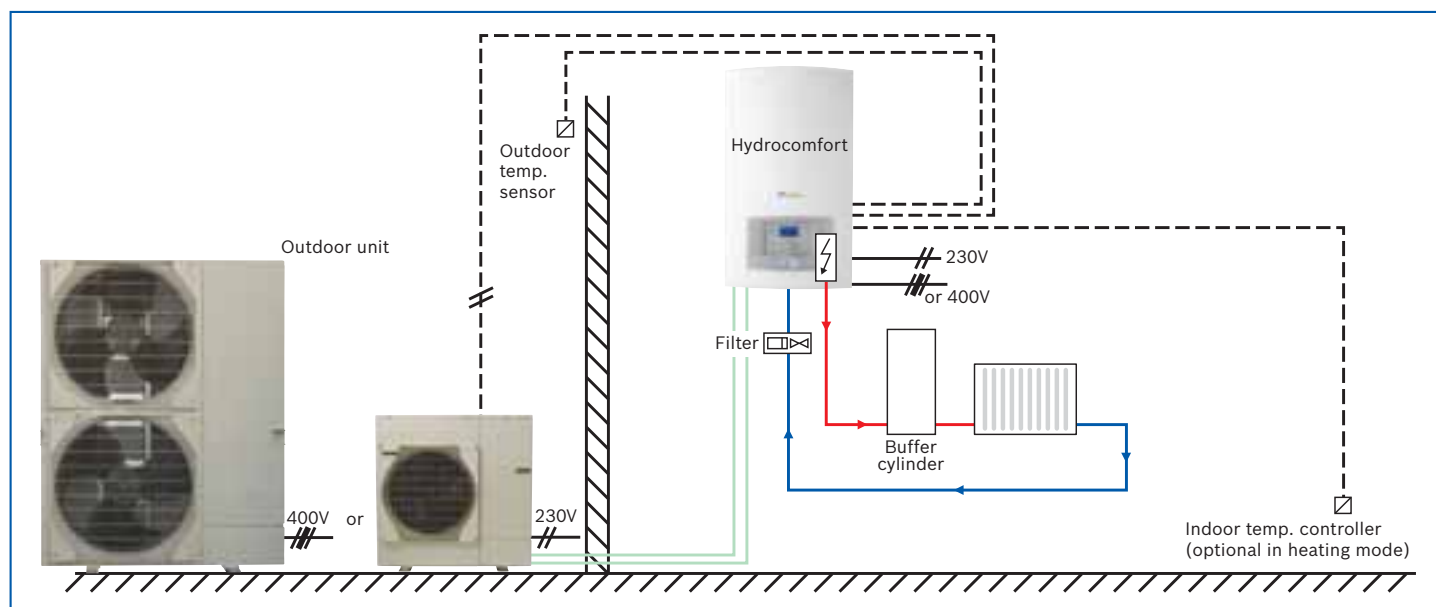 Outdoor
temp.
sensor
Hydrocomfort
Outdoor unit
230V
or 400V
Filter
Buffer
cylinder
400V or
230V
Indoor temp. controller
(optional in heating mode)